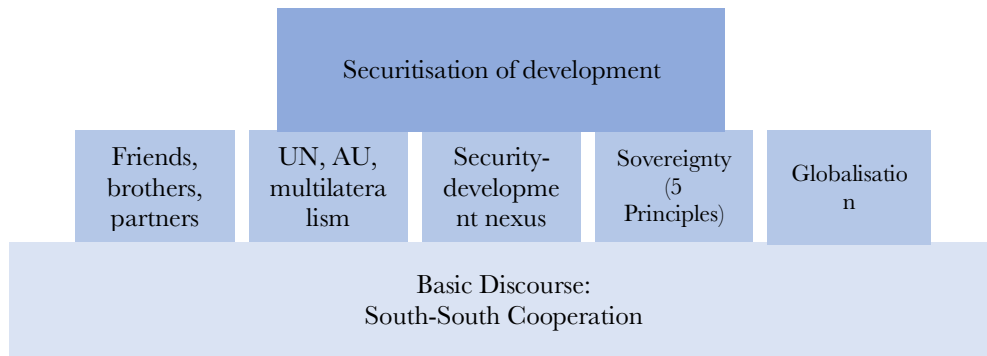 Securitisation of development
Friends,
brothers,
partners
UN, AU,
multilatera
lism
Security-
developme
nt nexus
Sovereignty
(5
Principles)
Globalisatio
n
Basic Discourse:
South-South Cooperation